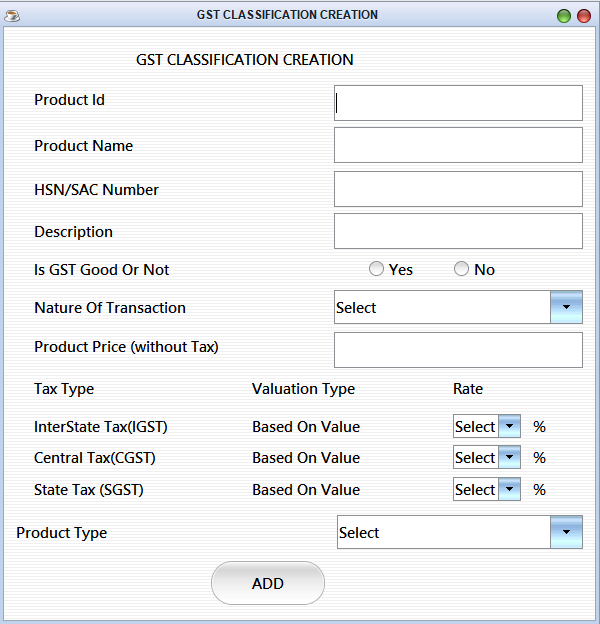 GST CLASSIFICATION CREATION
GST CLASSIFICATION CREATION
Product Id
Product Name
HSN/SAC Number
Description
Is GST Good Or Not Yes No
Nature Of Transaction Select
Product Price (without Tax)
Tax Type Valuation Type Rate
InterState Tax(IGST) Based On Value Select %
Central Tax(CGST) Based On Value Select %
State Tax (SGST) Based On Value Select %
Product Type Select
ADD